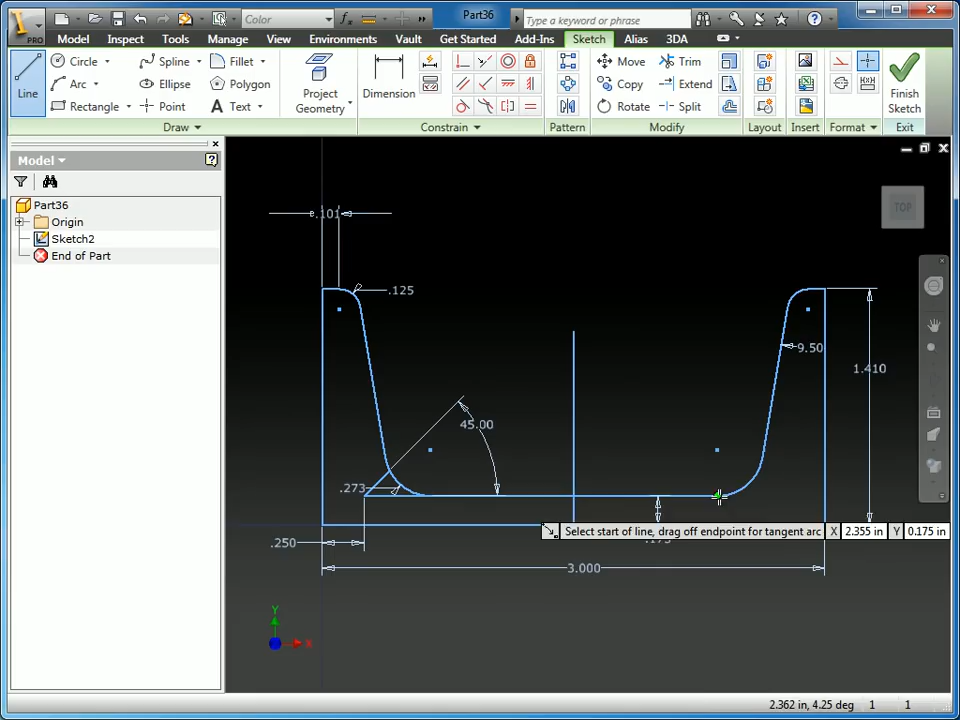 Color
Part36
Type a keyword or phrase
PRO
Model
Inspect
Tools
Manage
View
Environments
Vault
Get Started
Add-Ins
Sketch
Alias
3DA
Line
Circle
Spline
Fillet
Arc
Ellipse
Polygon
Rectangle
Point
Text
Project Geometry
Dimension
Move
Trim
Copy
Extend
Rotate
Split
Finish Sketch
Draw
Constrain
Pattern
Modify
Layout
Insert
Format
Exit
Model
Part36
Origin
Sketch2
End of Part
TOP
.101
.125
9.50
1.410
45.00
.273
Select start of line, drag off endpoint for tangent arc X 2.355 in Y 0.175 in
.250
3.000
Y
X
2.362 in, 4.25 deg 1 1